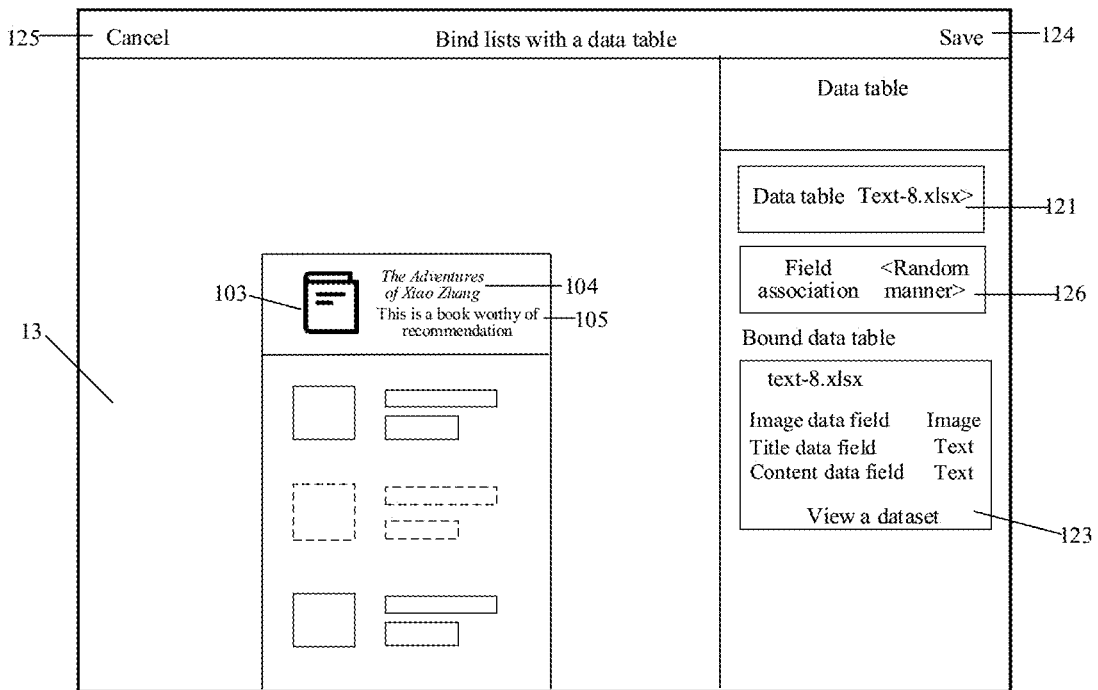 125 Cancel Bind lists with a data table Save 124
Data table
Data table Text-8.xlsx> 121
Field <Random
association manner> 126
103 The Adventures
of Xiao Zhang 104
This is a book worthy of 105
recommendation
13
Bound data table
text-8.xlsx
Image data field Image
Title data field Text
Content data field Text
View a dataset 123